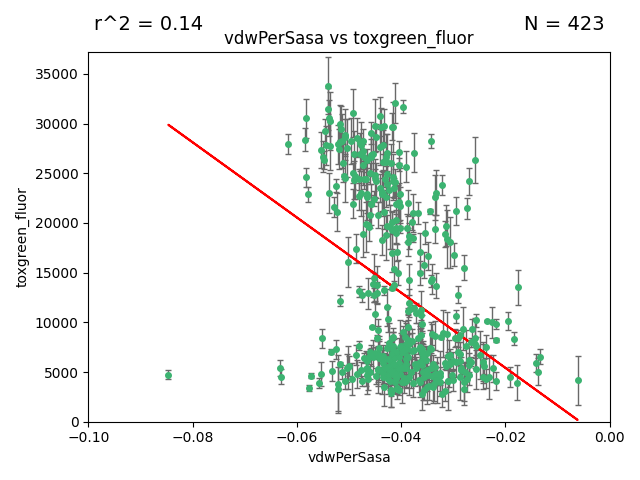 r^2 = 0.14
N = 423
vdwPerSasa vs toxgreen_fluor
toxgreen_fluor
35000
30000
25000
20000
15000
10000
5000
0
−0.10
−0.08
−0.06
−0.04
−0.02
0.00
vdwPerSasa